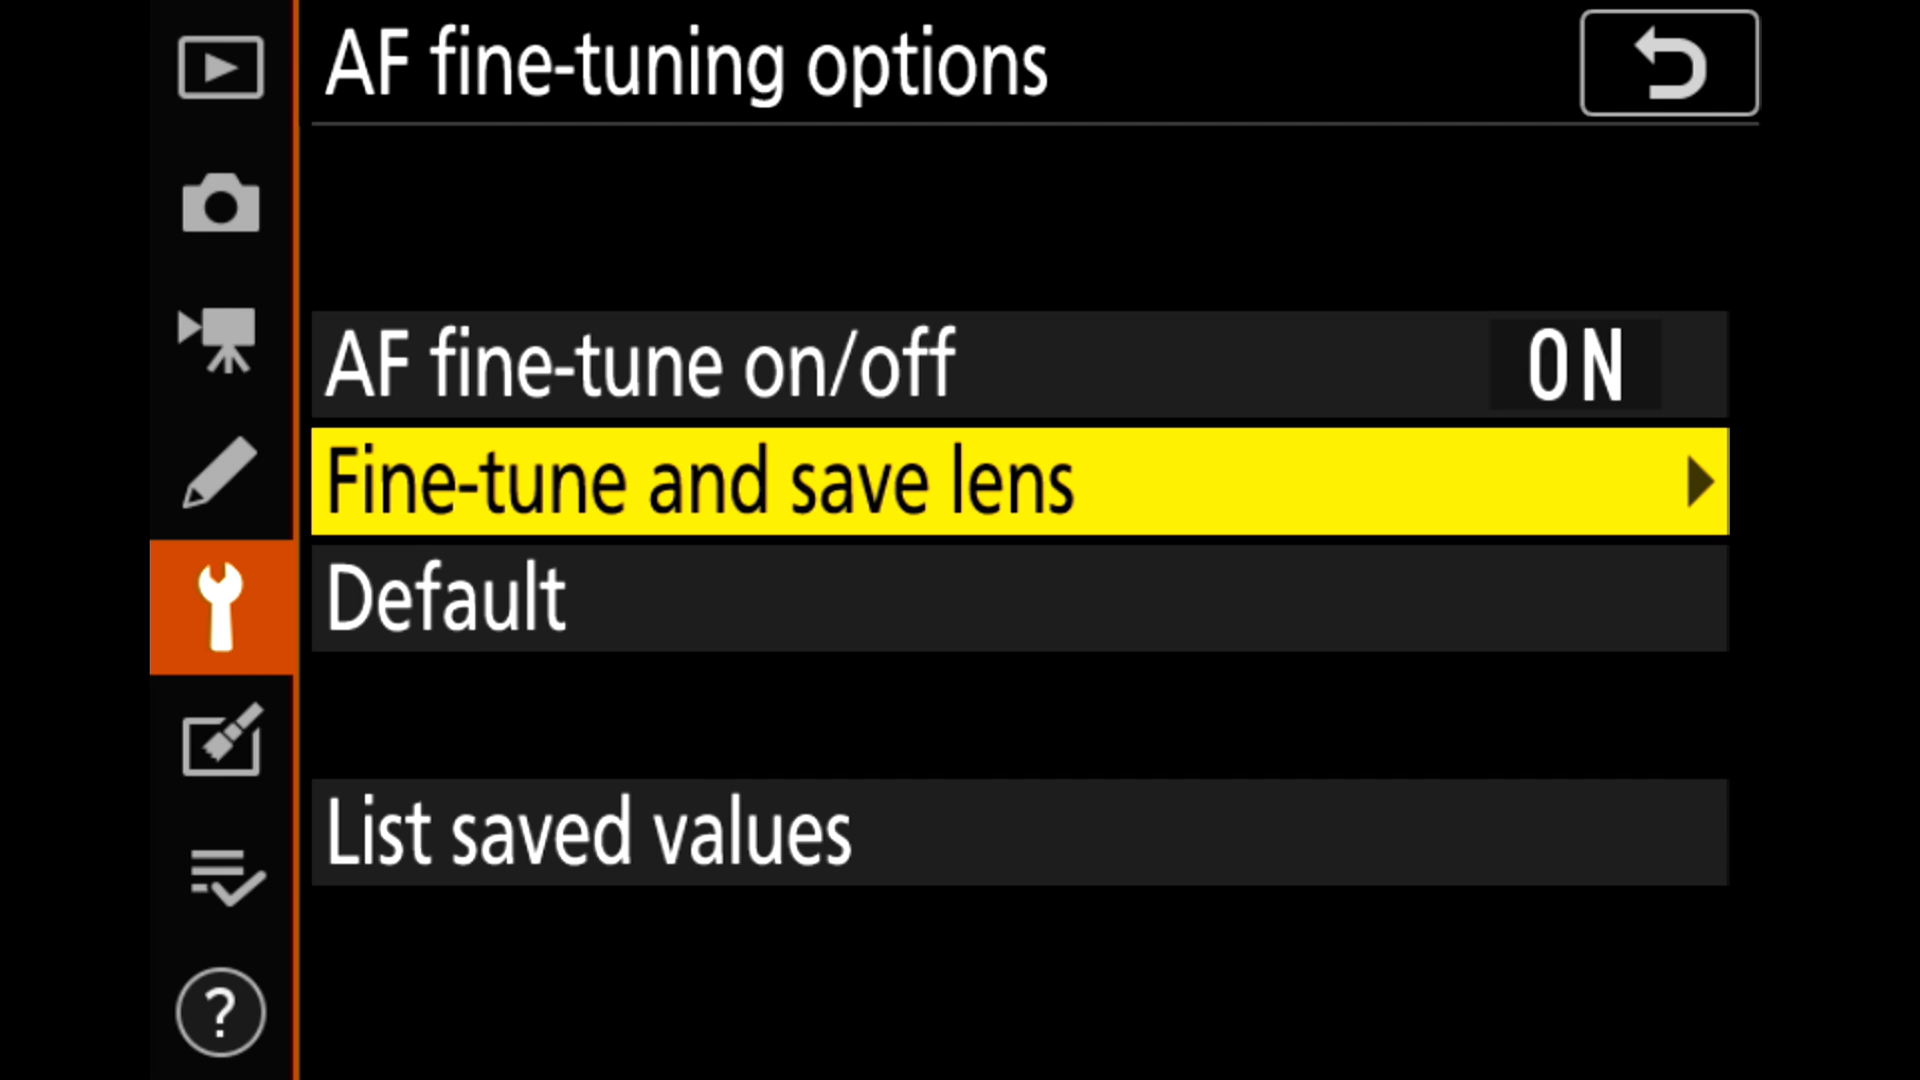 AF fine-tuning options
AF fine-tune on/off ON
Fine-tune and save lens
Default
List saved values
?